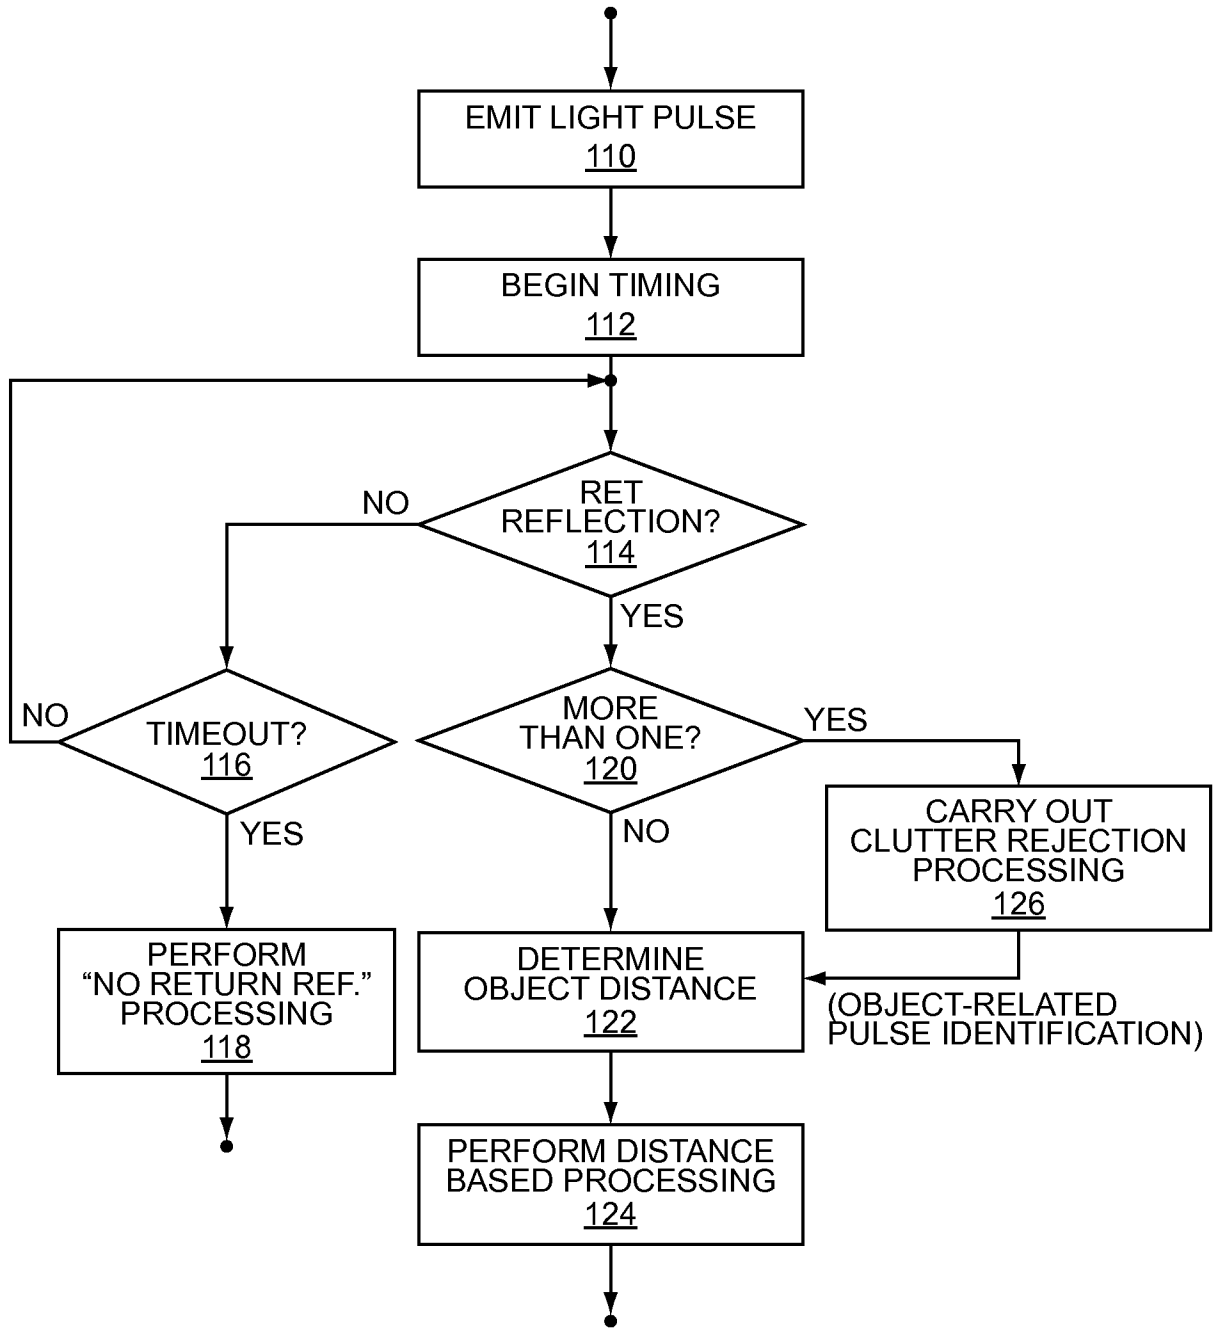 EMIT LIGHT PULSE
110
BEGIN TIMING
112
RET
REFLECTION?
114
NO
YES
TIMEOUT?
116
NO
YES
MORE
THAN ONE?
120
YES
NO
CARRY OUT
CLUTTER REJECTION
PROCESSING
126
PERFORM
“NO RETURN REF.”
PROCESSING
118
DETERMINE
OBJECT DISTANCE
122
(OBJECT-RELATED
PULSE IDENTIFICATION)
PERFORM DISTANCE
BASED PROCESSING
124